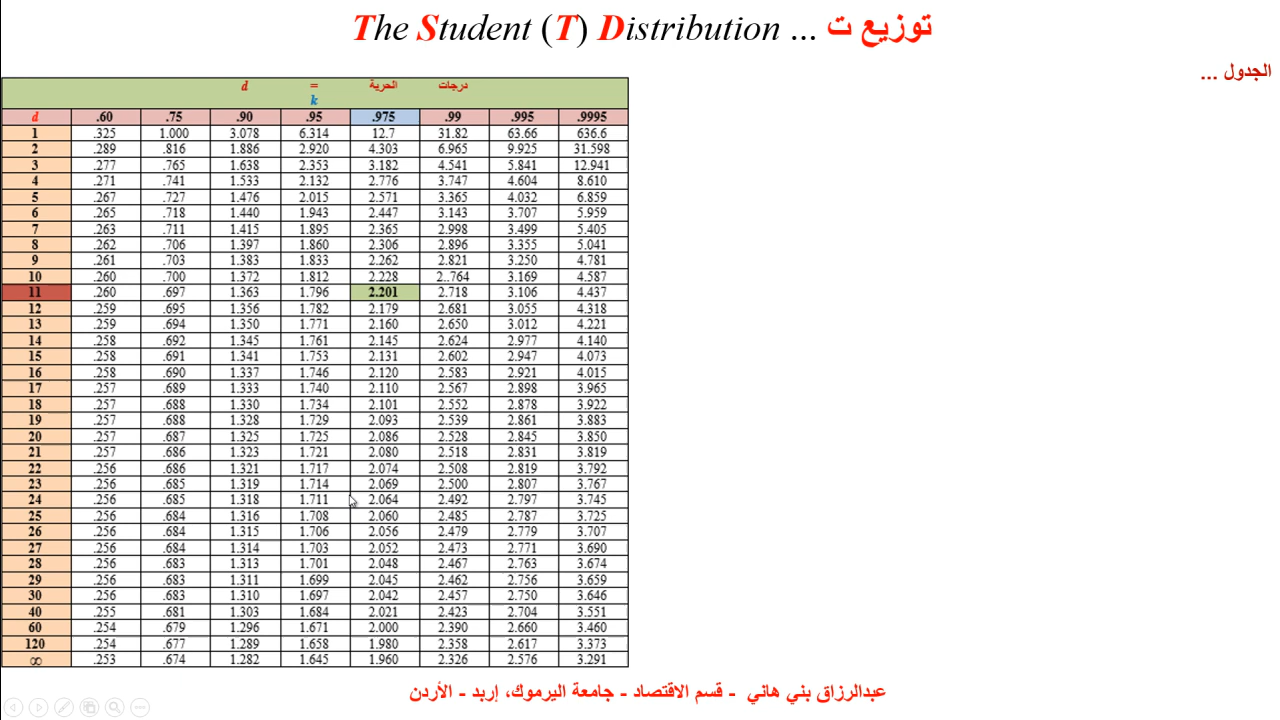 The Student (T) Distribution ... توزيع ت
الجدول ...
درجات الحرية = d
k
d .60 .75 .90 .95 .975 .99 .995 .9995
1 .325 1.000 3.078 6.314 12.7 31.82 63.66 636.6
2 .289 .816 1.886 2.920 4.303 6.965 9.925 31.598
3 .277 .765 1.638 2.353 3.182 4.541 5.841 12.941
4 .271 .741 1.533 2.132 2.776 3.747 4.604 8.610
5 .267 .727 1.476 2.015 2.571 3.365 4.032 6.859
6 .265 .718 1.440 1.943 2.447 3.143 3.707 5.959
7 .263 .711 1.415 1.895 2.365 2.998 3.499 5.405
8 .262 .706 1.397 1.860 2.306 2.896 3.355 5.041
9 .261 .703 1.383 1.833 2.262 2.821 3.250 4.781
10 .260 .700 1.372 1.812 2.228 2..764 3.169 4.587
11 .260 .697 1.363 1.796 2.201 2.718 3.106 4.437
12 .259 .695 1.356 1.782 2.179 2.681 3.055 4.318
13 .259 .694 1.350 1.771 2.160 2.650 3.012 4.221
14 .258 .692 1.345 1.761 2.145 2.624 2.977 4.140
15 .258 .691 1.341 1.753 2.131 2.602 2.947 4.073
16 .258 .690 1.337 1.746 2.120 2.583 2.921 4.015
17 .257 .689 1.333 1.740 2.110 2.567 2.898 3.965
18 .257 .688 1.330 1.734 2.101 2.552 2.878 3.922
19 .257 .688 1.328 1.729 2.093 2.539 2.861 3.883
20 .257 .687 1.325 1.725 2.086 2.528 2.845 3.850
21 .257 .686 1.323 1.721 2.080 2.518 2.831 3.819
22 .256 .686 1.321 1.717 2.074 2.508 2.819 3.792
23 .256 .685 1.319 1.714 2.069 2.500 2.807 3.767
24 .256 .685 1.318 1.711 2.064 2.492 2.797 3.745
25 .256 .684 1.316 1.708 2.060 2.485 2.787 3.725
26 .256 .684 1.315 1.706 2.056 2.479 2.779 3.707
27 .256 .684 1.314 1.703 2.052 2.473 2.771 3.690
28 .256 .683 1.313 1.701 2.048 2.467 2.763 3.674
29 .256 .683 1.311 1.699 2.045 2.462 2.756 3.659
30 .256 .683 1.310 1.697 2.042 2.457 2.750 3.646
40 .255 .681 1.303 1.684 2.021 2.423 2.704 3.551
60 .254 .679 1.296 1.671 2.000 2.390 2.660 3.460
120 .254 .677 1.289 1.658 1.980 2.358 2.617 3.373
∞ .253 .674 1.282 1.645 1.960 2.326 2.576 3.291
عبدالرزاق بني هاني - قسم الاقتصاد - جامعة اليرموك، إربد - الأردن